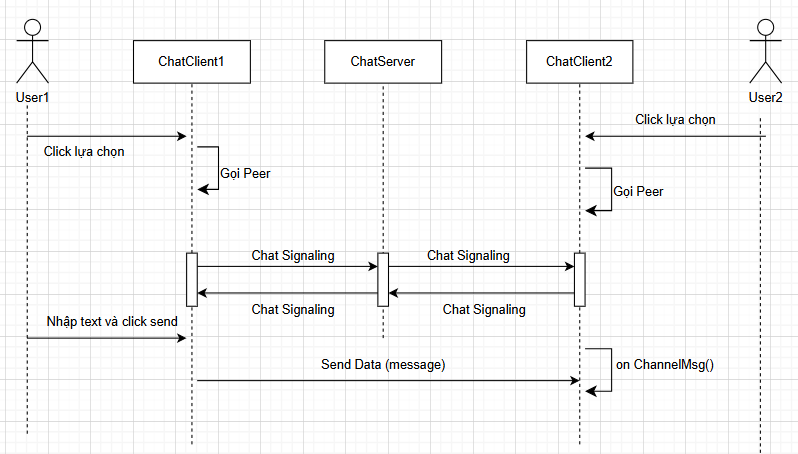 ChatClient1
ChatServer
ChatClient2
User1
User2
Click lựa chọn
Click lựa chọn
Gọi Peer
Gọi Peer
Chat Signaling
Chat Signaling
Chat Signaling
Chat Signaling
Nhập text và click send
Send Data (message)
on ChannelMsg()